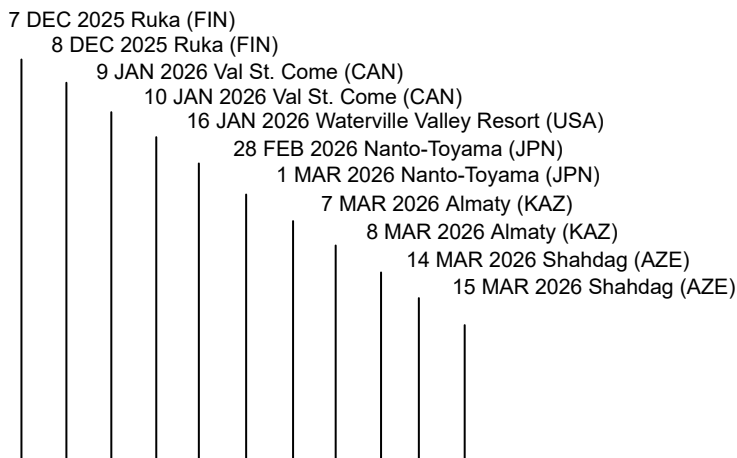 7 DEC 2025 Ruka (FIN)
8 DEC 2025 Ruka (FIN)
9 JAN 2026 Val St. Come (CAN)
10 JAN 2026 Val St. Come (CAN)
16 JAN 2026 Waterville Valley Resort (USA)
28 FEB 2026 Nanto-Toyama (JPN)
1 MAR 2026 Nanto-Toyama (JPN)
7 MAR 2026 Almaty (KAZ)
8 MAR 2026 Almaty (KAZ)
14 MAR 2026 Shahdag (AZE)
15 MAR 2026 Shahdag (AZE)